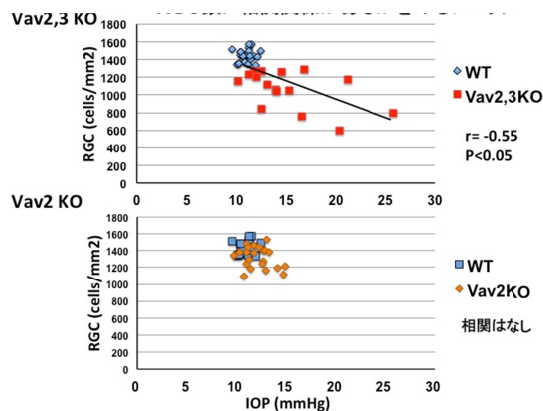 Vav2,3 KO
1800
1600
1400
1200
1000
800
600
400
200
0
RGC (cells/mm2)
0 5 10 15 20 25 30
WT
Vav2,3KO
r= -0.55
P<0.05
Vav2 KO
1800
1600
1400
1200
1000
800
600
400
200
0
RGC (cells/mm2)
0 5 10 15 20 25 30
IOP (mmHg)
WT
Vav2KO
相関はなし